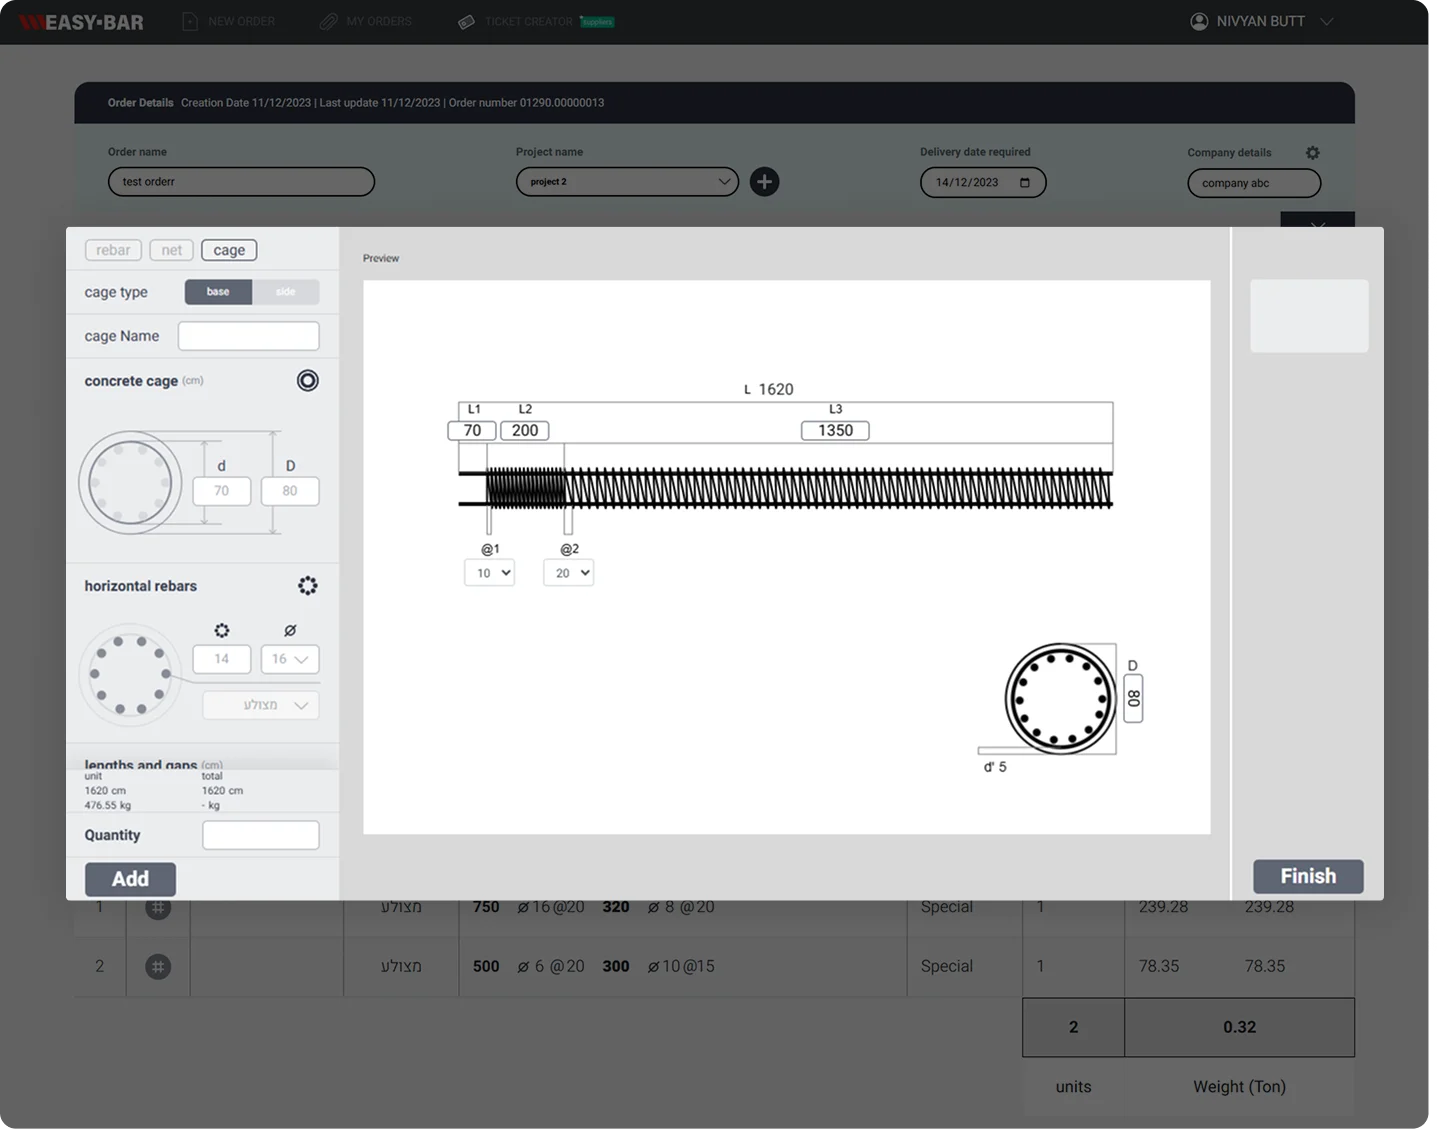 EASY-BAR NEW ORDER MY ORDERS TICKET CREATOR suppliers NIVYAN BUTT
Order Details Creation Date 11/12/2023 | Last update 11/12/2023 | Order number 01290.00000013
Order name Project name Delivery date required Company details
test orderr project 2 14/12/2023 company abc
rebar net cage
cage type base side
cage Name
concrete cage (cm)
d D
70 80
horizontal rebars
14 16
מצולע
lengths and gaps (cm)
unit total
1620 cm 1620 cm
476.55 kg - kg
Quantity
Add
Preview
L 1620
L1 L2 L3
70 200 1350
@1 @2
10 20
D
80
d' 5
Finish
1 מצולע 750 ⌀16@20 320 ⌀ 8 @20 Special 1 239.28 239.28
2 מצולע 500 ⌀ 6 @20 300 ⌀10@15 Special 1 78.35 78.35
2 0.32
units Weight (Ton)